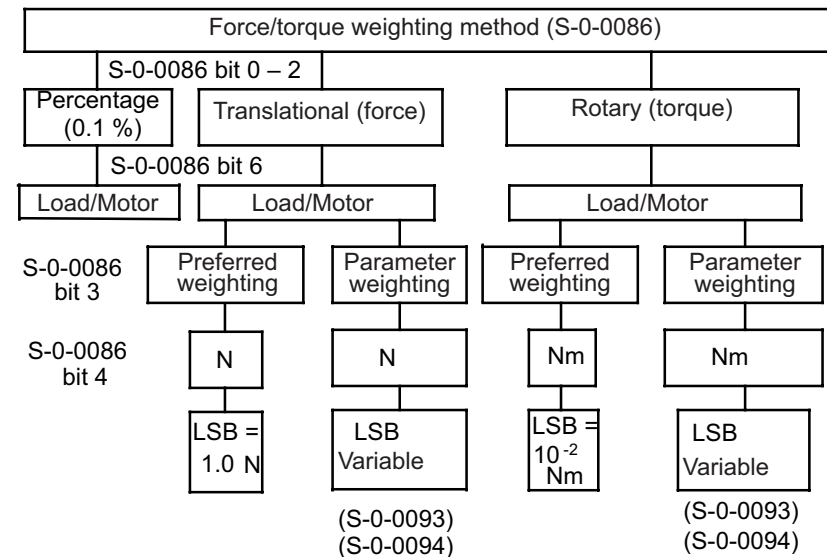 Force/torque weighting method (S-0-0086)
S-0-0086 bit 0 – 2
Percentage
(0.1 %)
Translational (force)
Rotary (torque)
S-0-0086 bit 6
Load/Motor
Load/Motor
Load/Motor
S-0-0086
bit 3
Preferred
weighting
Parameter
weighting
Preferred
weighting
Parameter
weighting
S-0-0086
bit 4
N
N
Nm
Nm
LSB =
1.0 N
LSB
Variable
LSB =
10⁻²
Nm
LSB
Variable
(S-0-0093)
(S-0-0094)
(S-0-0093)
(S-0-0094)